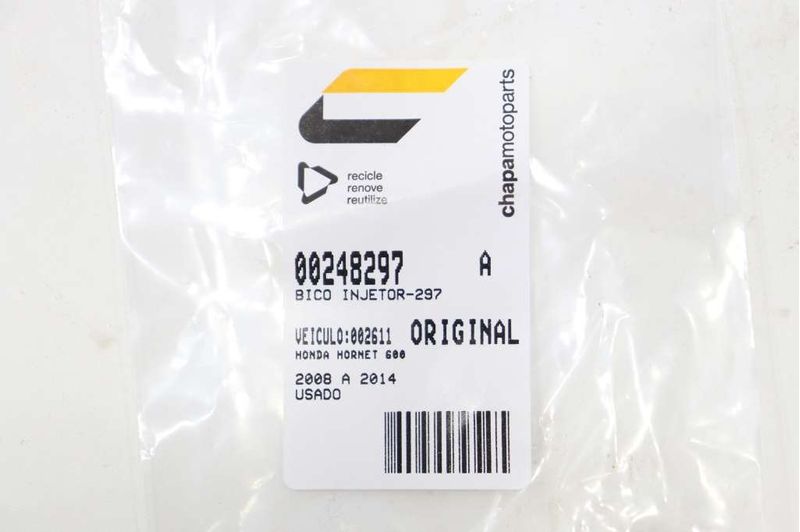 chapamotoparts
recicle
renove
reutilize
00248297 A
BICO INJETOR-297
VEICULO:002611 ORIGINAL
HONDA HORNET 600
2008 A 2014
USADO